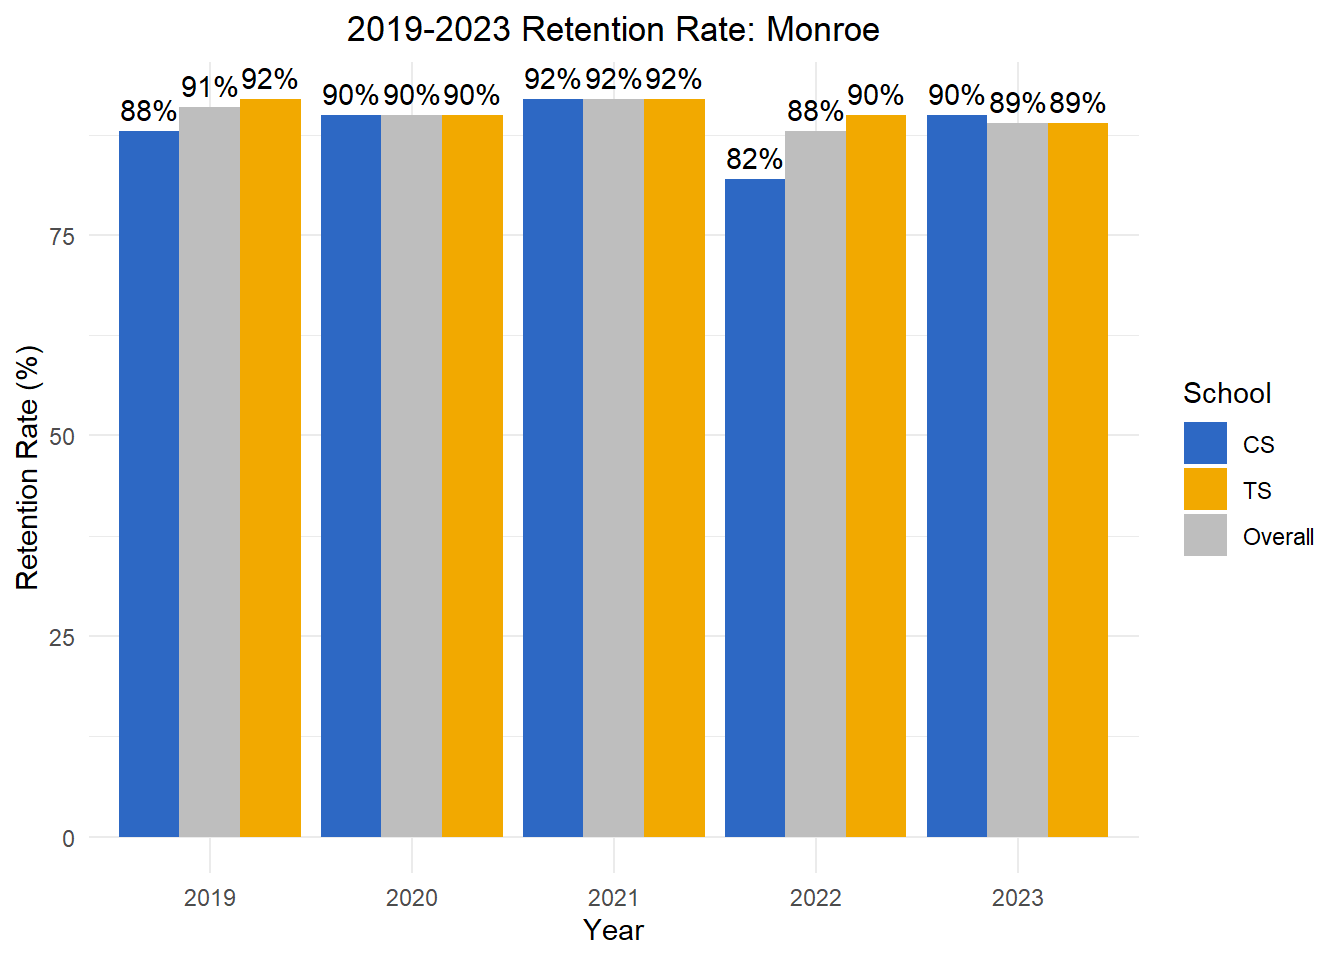 2019-2023 Retention Rate: Monroe
88% 91% 92% 90% 90% 90% 92% 92% 92% 82% 88% 90% 90% 89% 89%
75
50
25
0
Retention Rate (%)
2019 2020 2021 2022 2023
Year
School
CS
TS
Overall